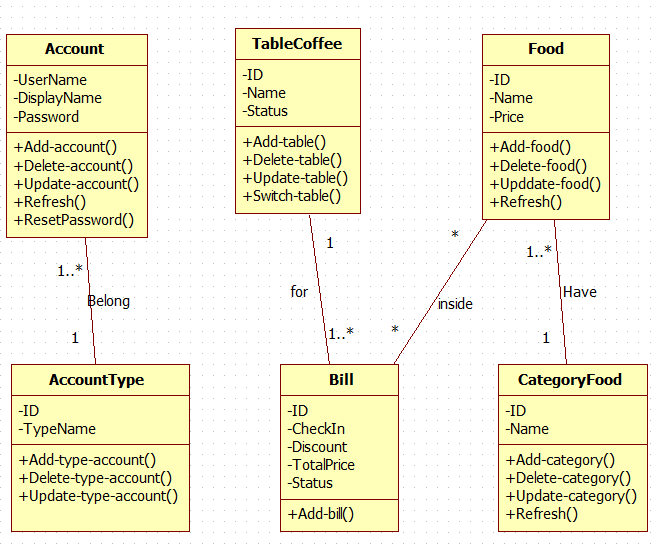 Account
-UserName
-DisplayName
-Password
+Add-account()
+Delete-account()
+Update-account()
+Refresh()
+ResetPassword()
TableCoffee
-ID
-Name
-Status
+Add-table()
+Delete-table()
+Update-table()
+Switch-table()
Food
-ID
-Name
-Price
+Add-food()
+Delete-food()
+Upddate-food()
+Refresh()
1..*
Belong
1
1
for
1..*
*
inside
*
1..*
Have
1
AccountType
-ID
-TypeName
+Add-type-account()
+Delete-type-account()
+Update-type-account()
Bill
-ID
-CheckIn
-Discount
-TotalPrice
-Status
+Add-bill()
CategoryFood
-ID
-Name
+Add-category()
+Delete-category()
+Update-category()
+Refresh()